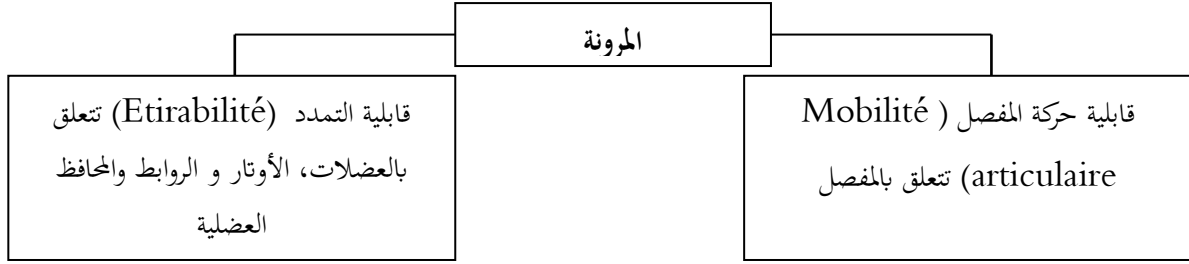 المرونة
قابلية حركة المفصل ( Mobilité
articulaire) تتعلق بالمفصل
قابلية التمدد (Etirabilité) تتعلق
بالعضلات، الأوتار و الروابط والمحافظ
العضلية